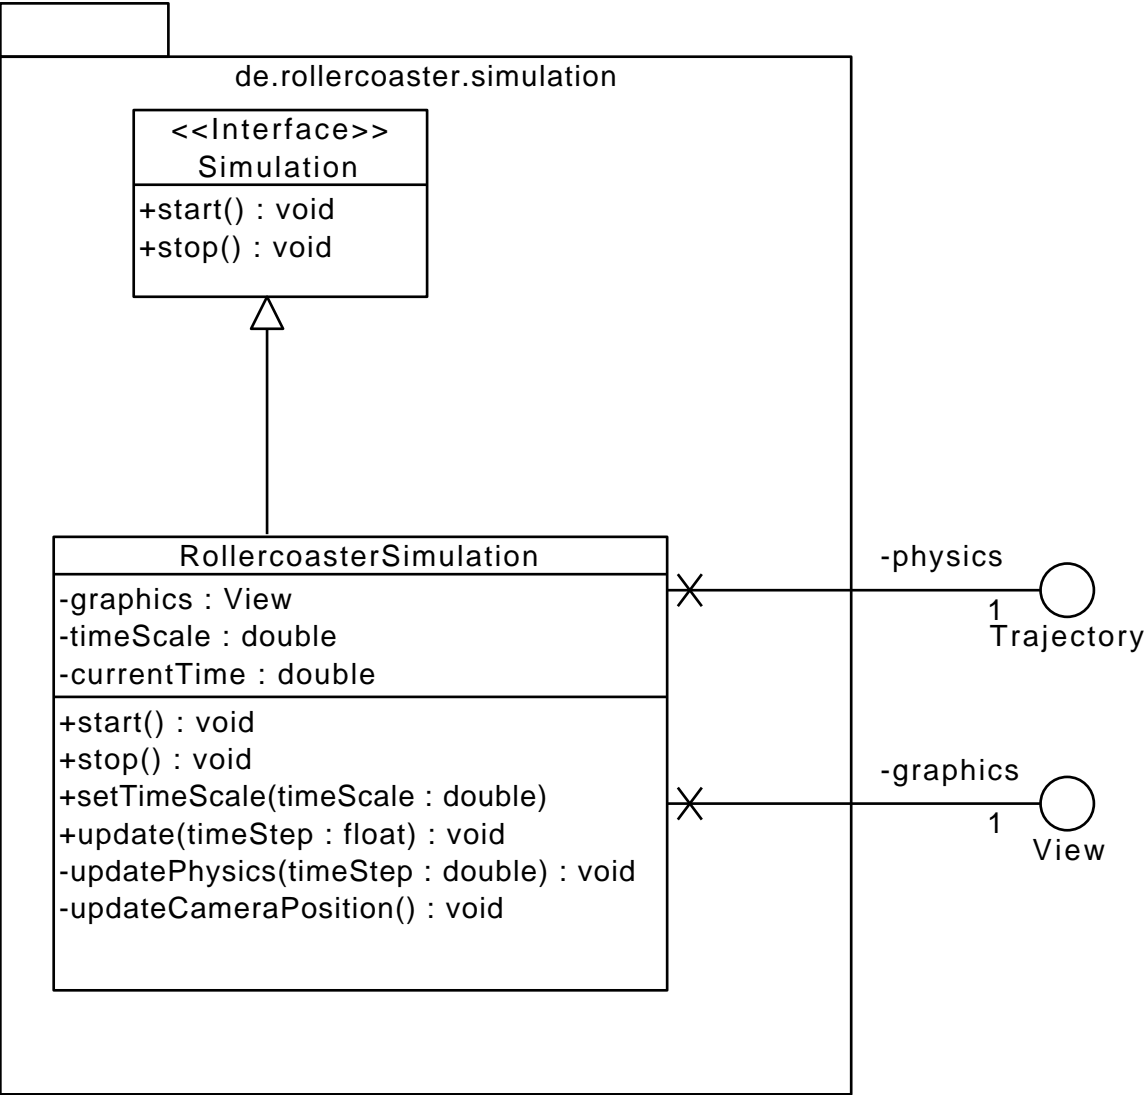 de.rollercoaster.simulation
<<Interface>>
Simulation
+start() : void
+stop() : void
RollercoasterSimulation
-graphics : View
-timeScale : double
-currentTime : double
+start() : void
+stop() : void
+setTimeScale(timeScale : double)
+update(timeStep : float) : void
-updatePhysics(timeStep : double) : void
-updateCameraPosition() : void
-physics
1
Trajectory
-graphics
1
View